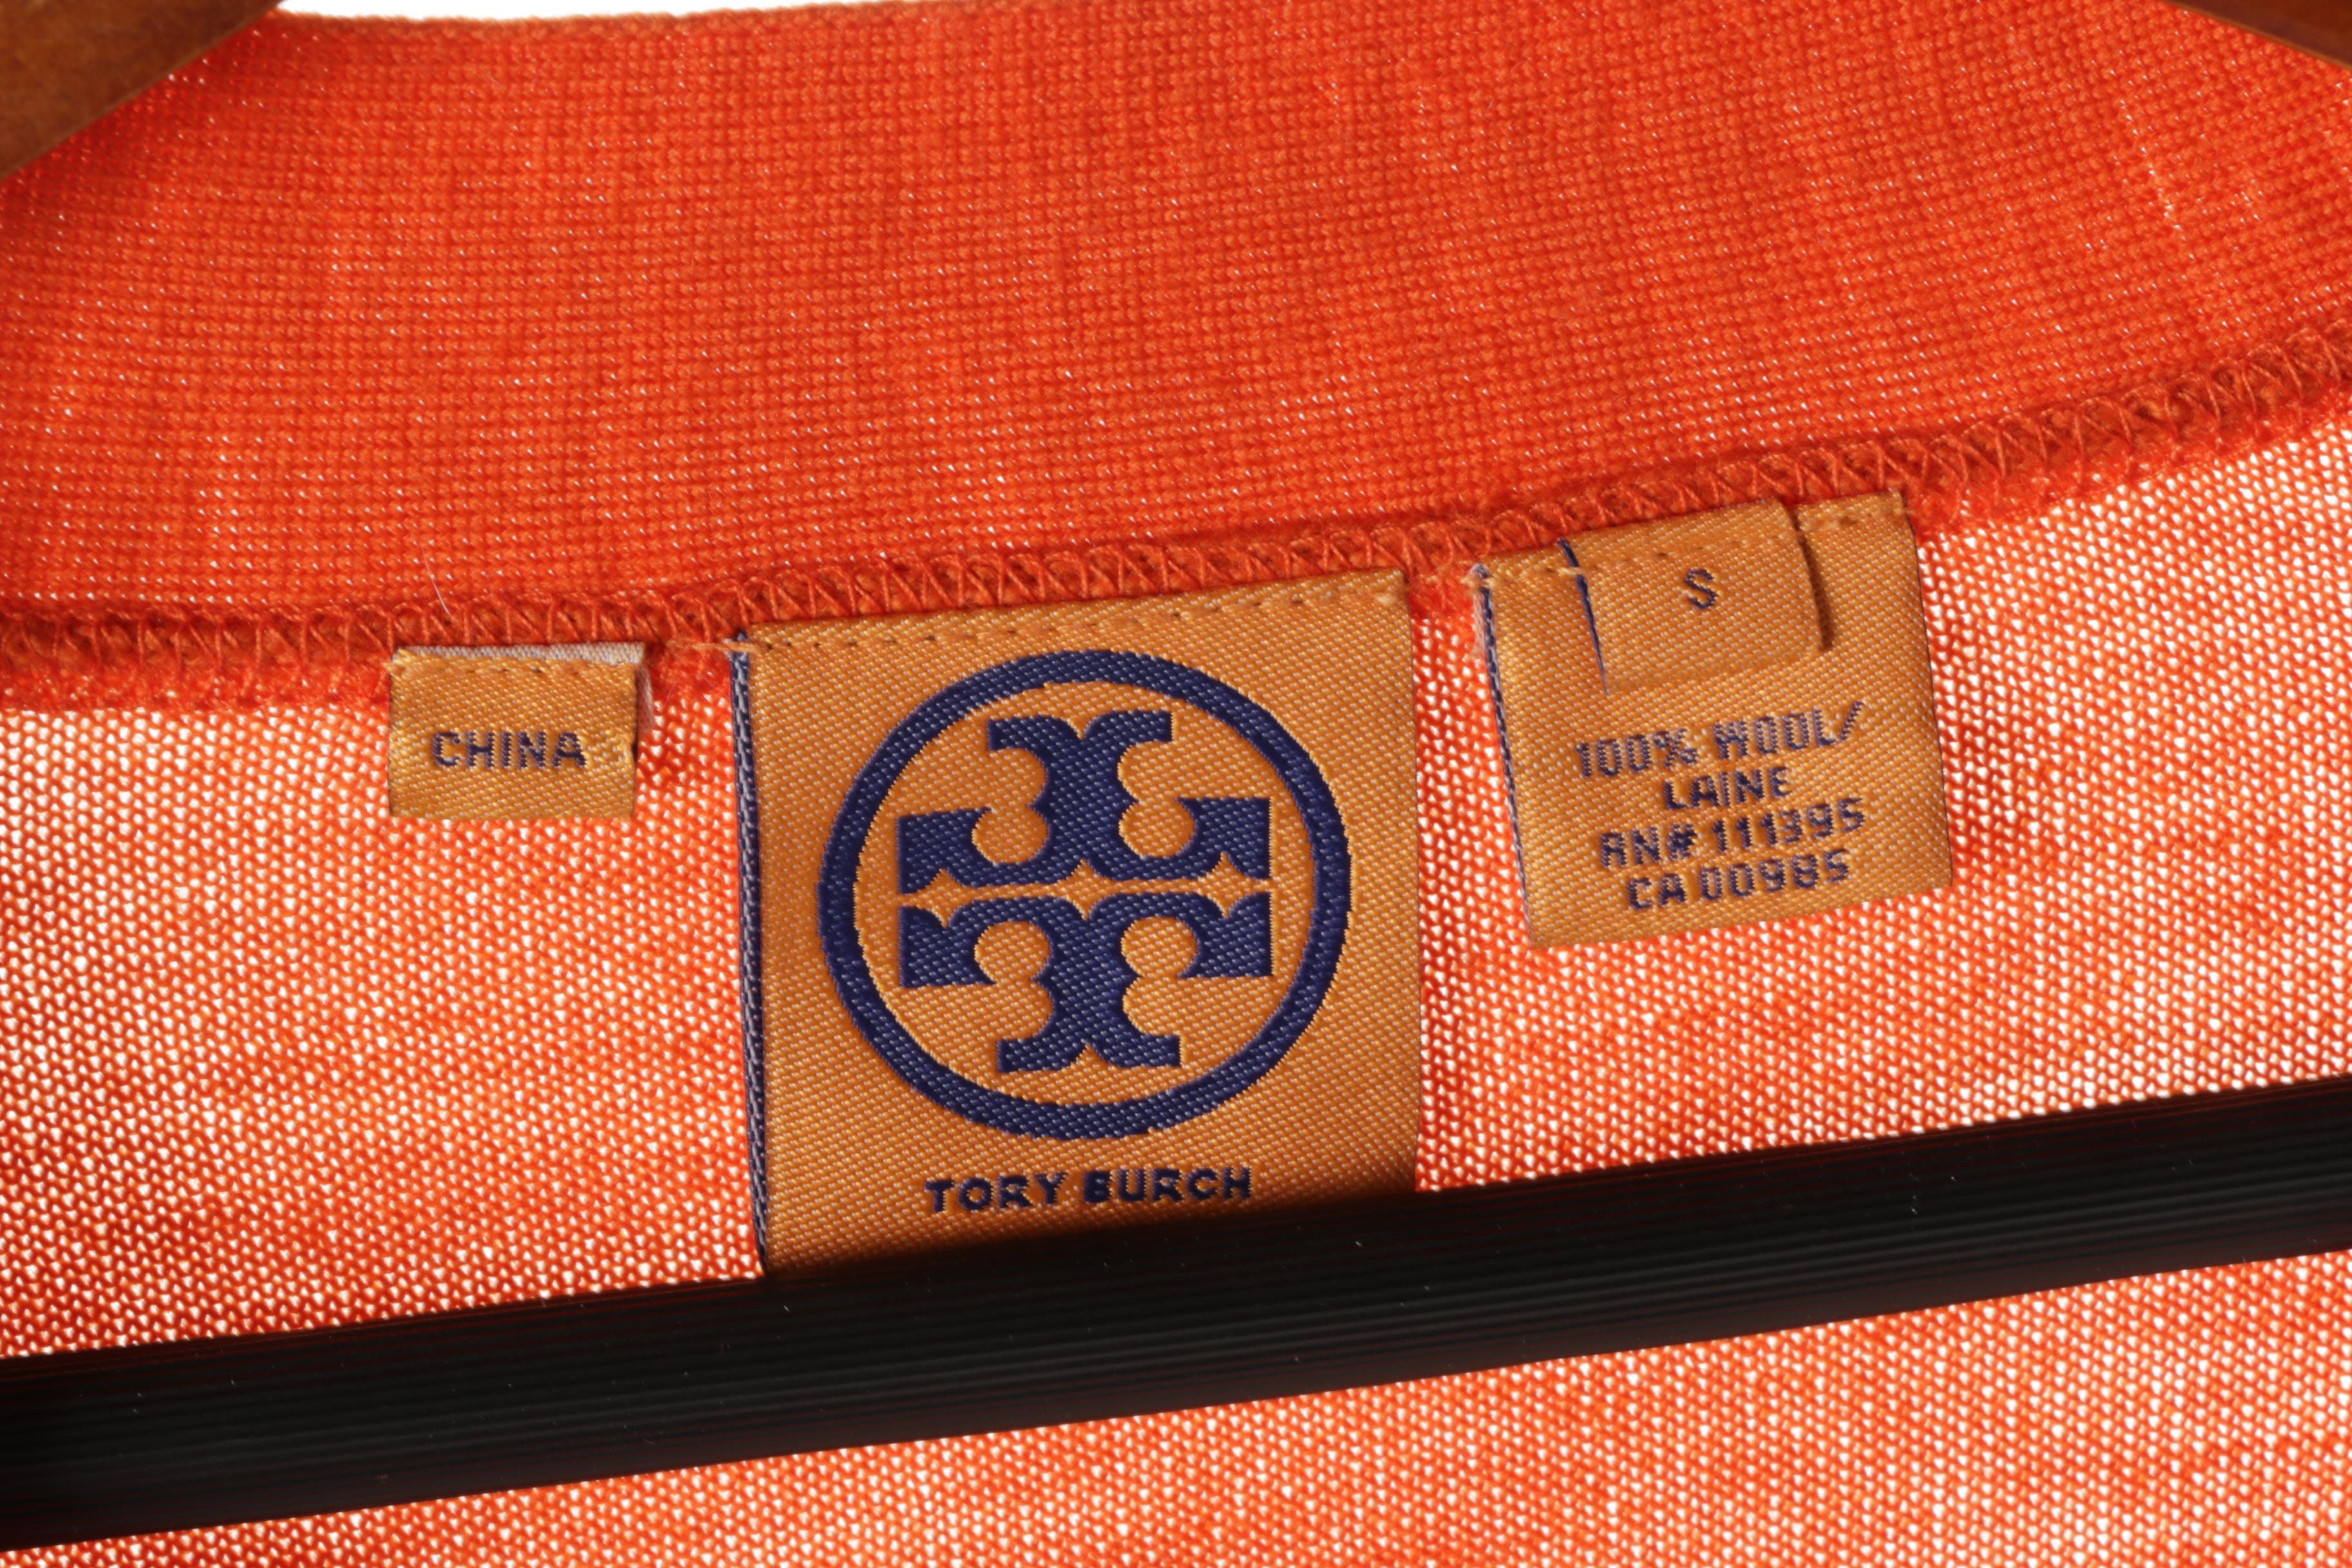 CHINA
TORY BURCH
S
100% WOOL/
LAINE
RN# 111395
CA 00985